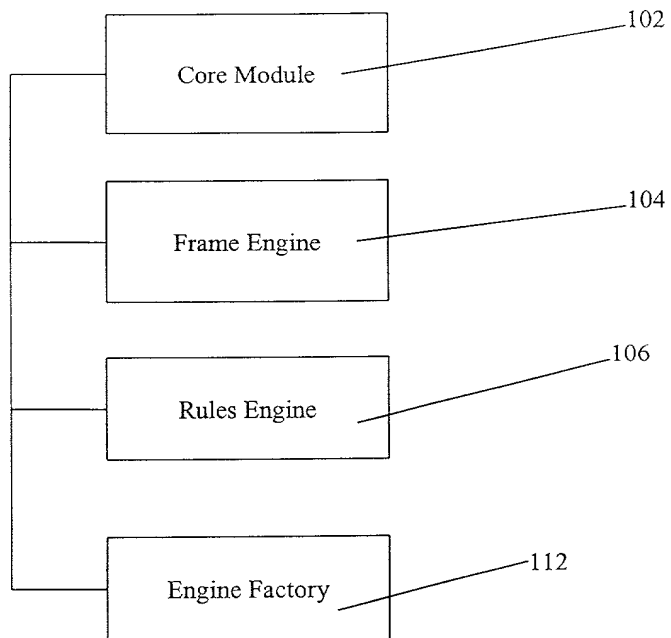 102
Core Module
104
Frame Engine
106
Rules Engine
112
Engine Factory